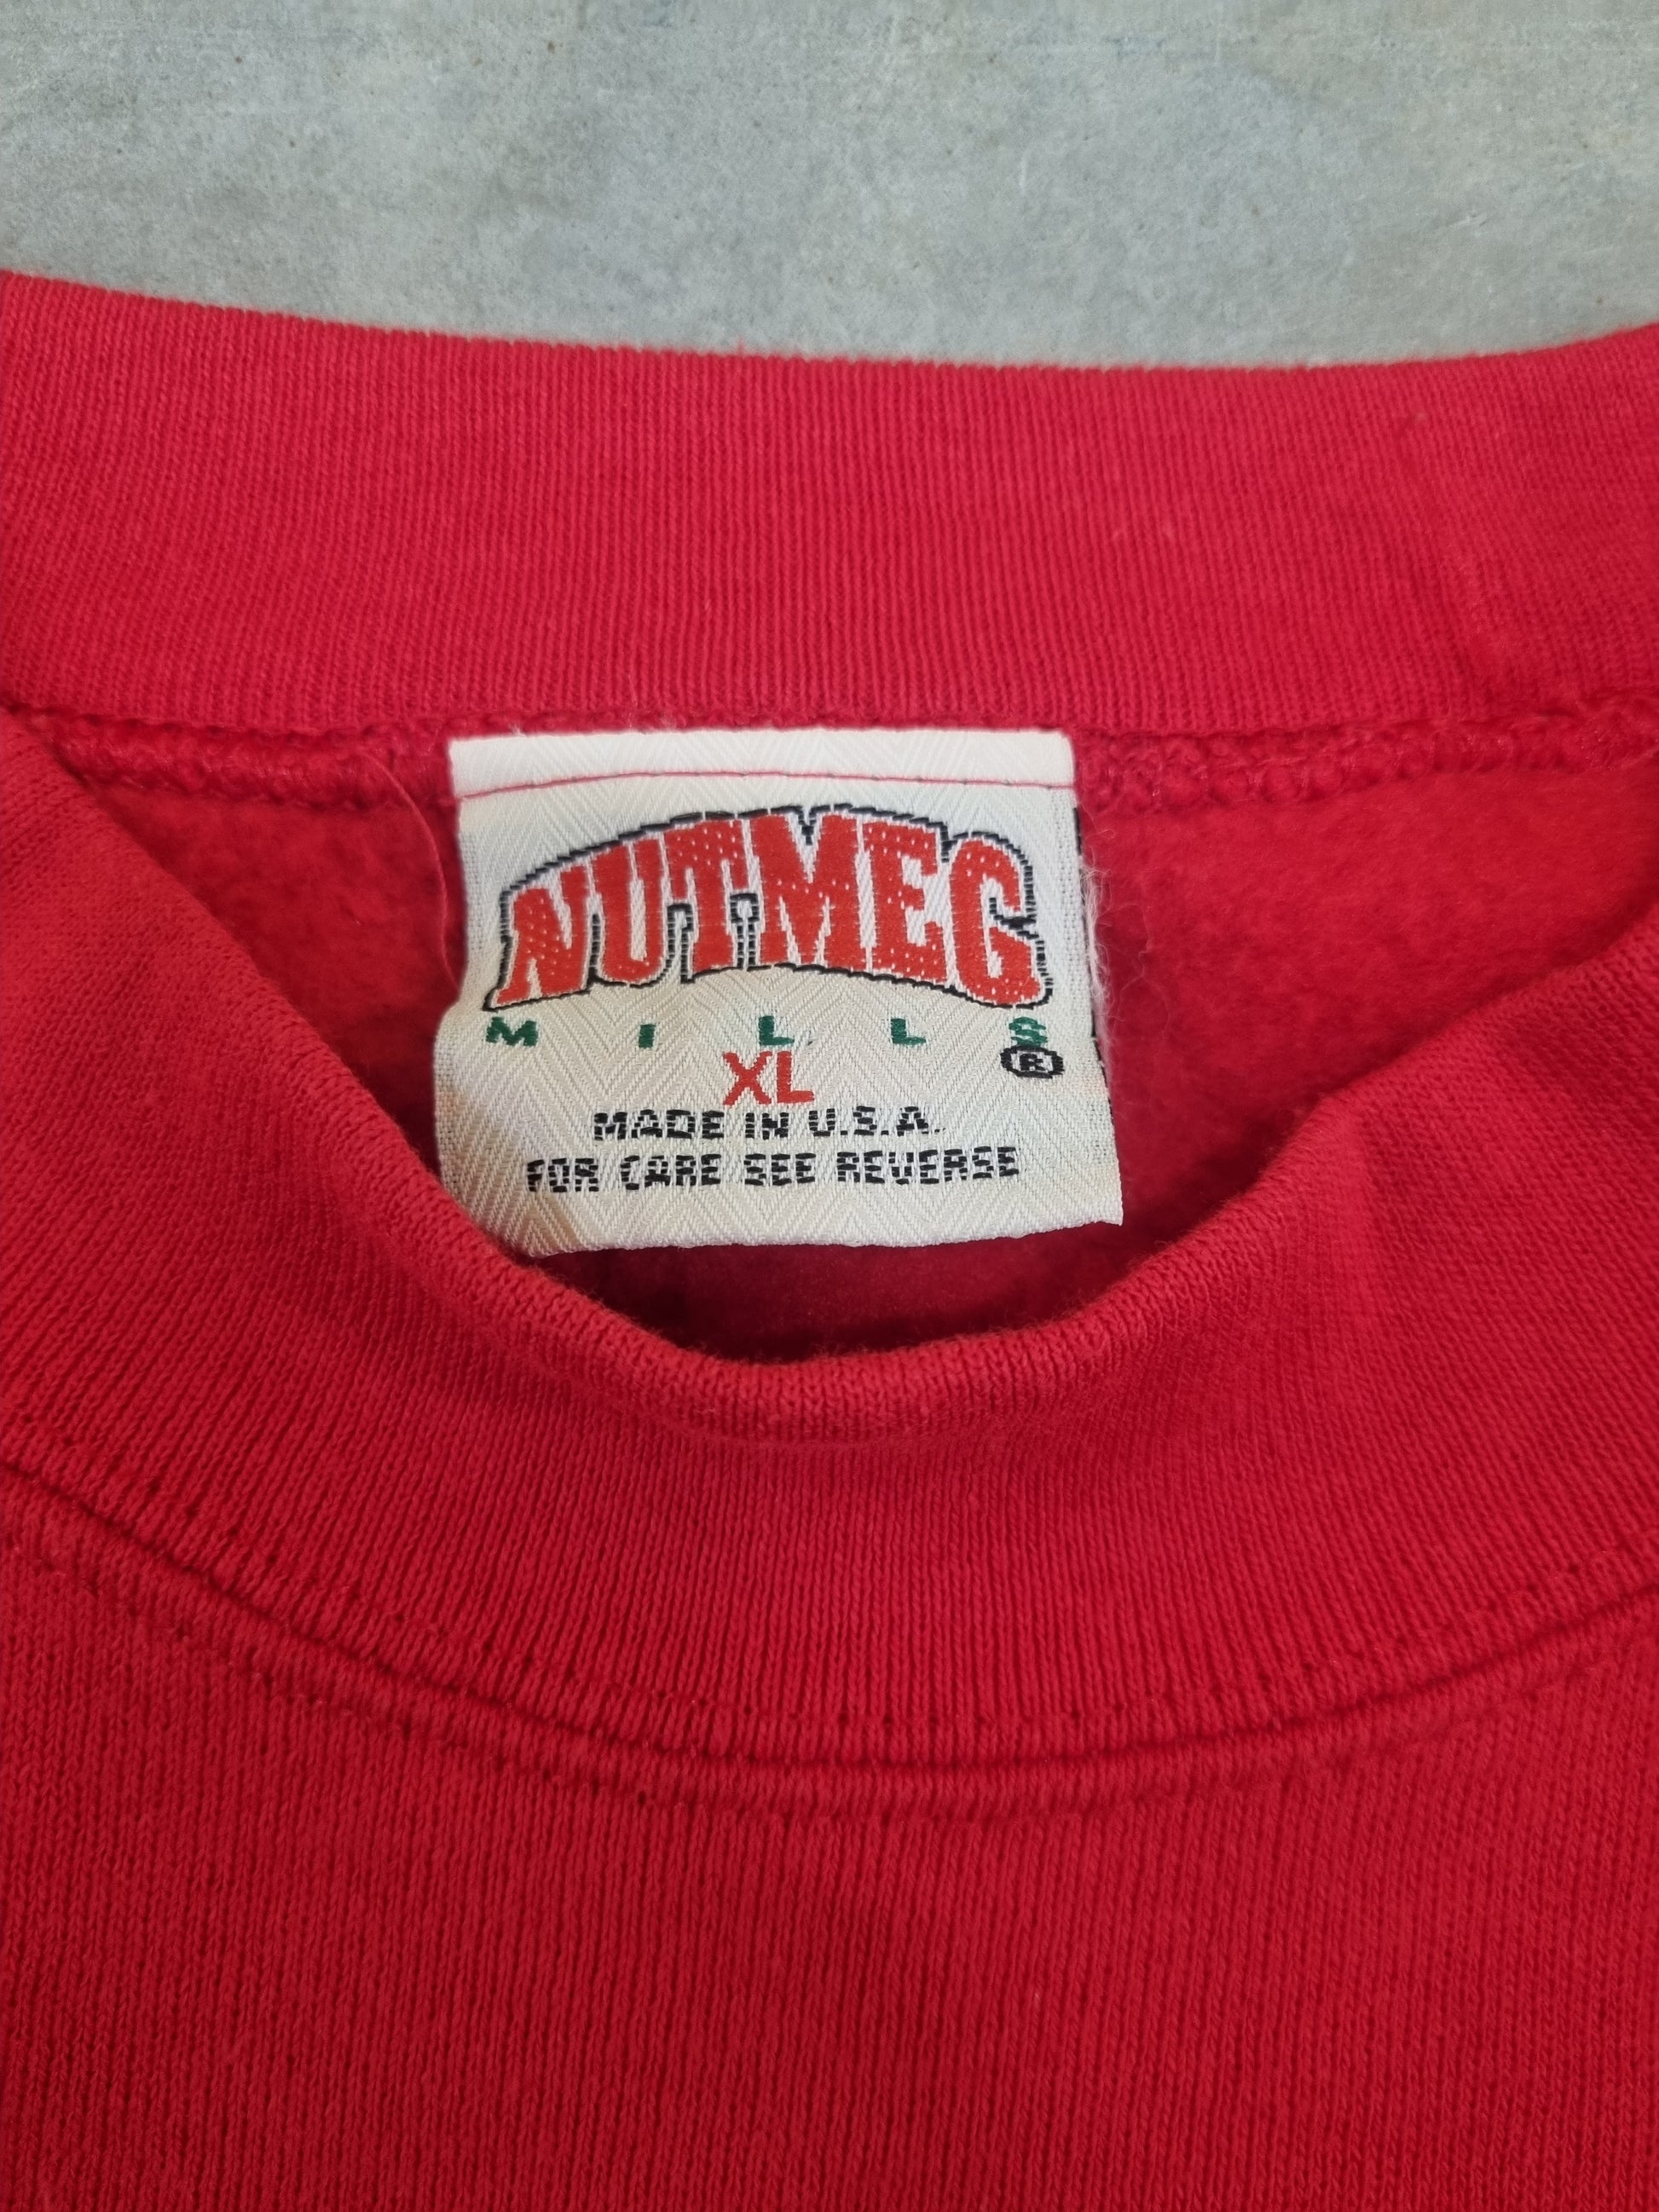 NUTMEG
MILLS
®
XL
MADE IN U.S.A.
FOR CARE SEE REVERSE